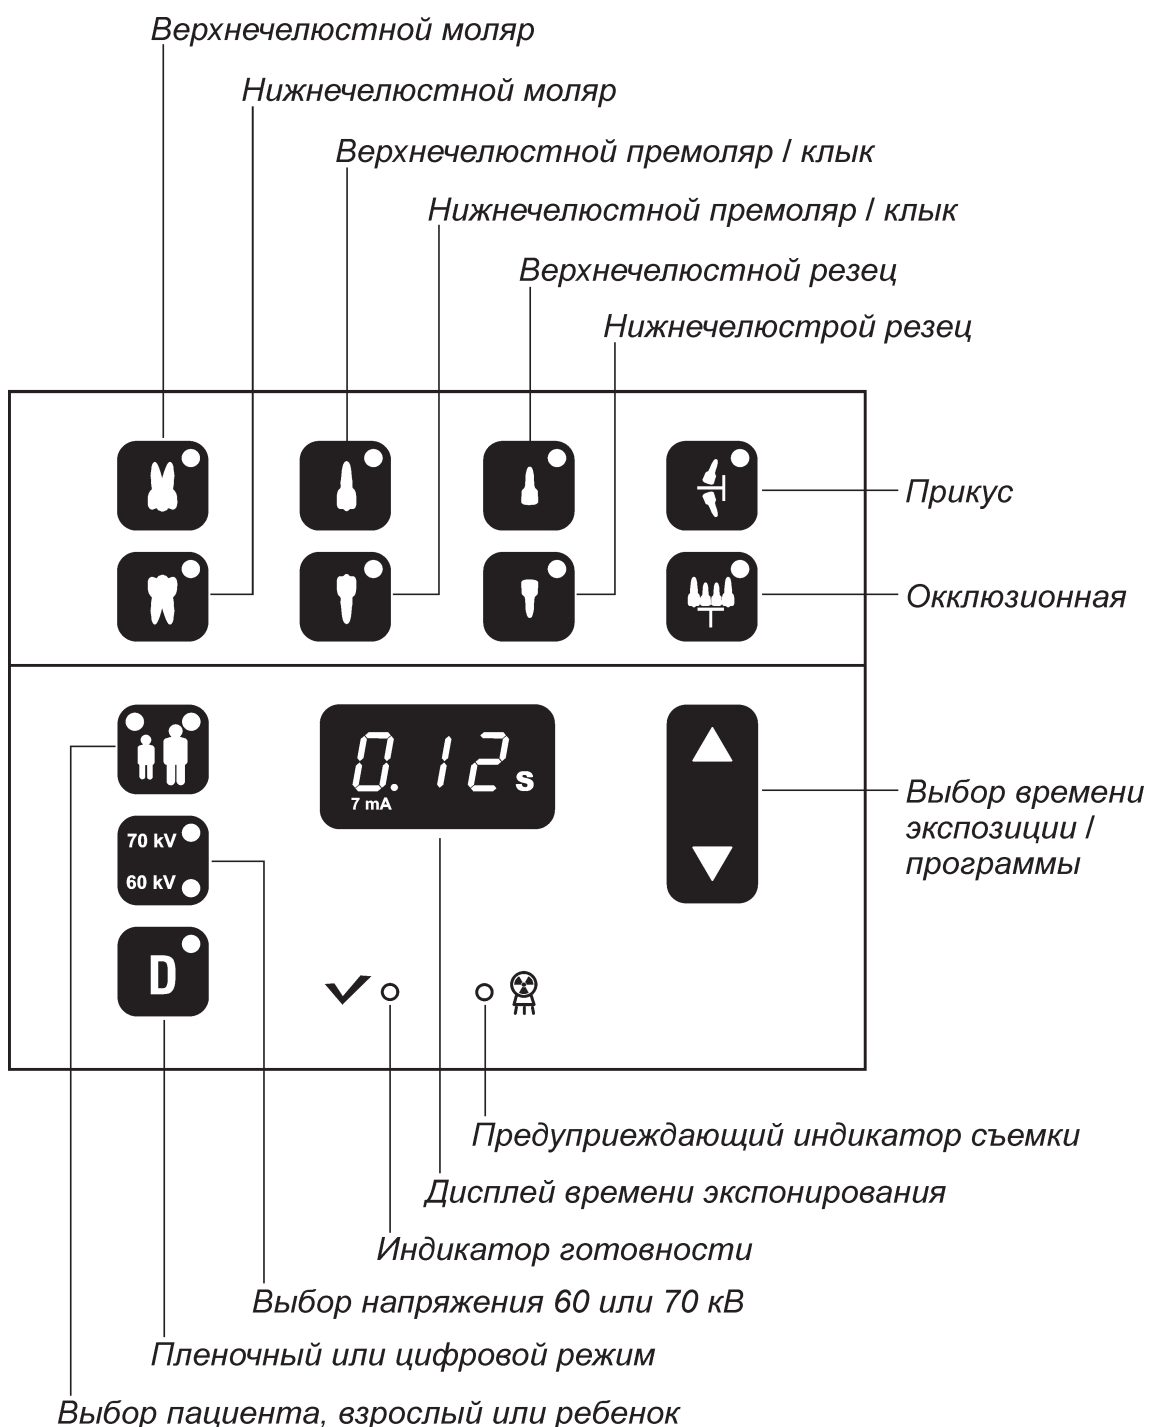 Верхнечелюстной моляр
Нижнечелюстной моляр
Верхнечелюстной премоляр / клык
Нижнечелюстной премоляр / клык
Верхнечелюстной резец
Нижнечелюстрой резец
Прикус
Окклюзионная
0.12 s
7 mA
Выбор времени
экспозиции /
программы
70 kV
60 kV
D
Предуприеждающий индикатор съемки
Дисплей времени экспонирования
Индикатор готовности
Выбор напряжения 60 или 70 кВ
Пленочный или цифровой режим
Выбор пациента, взрослый или ребенок